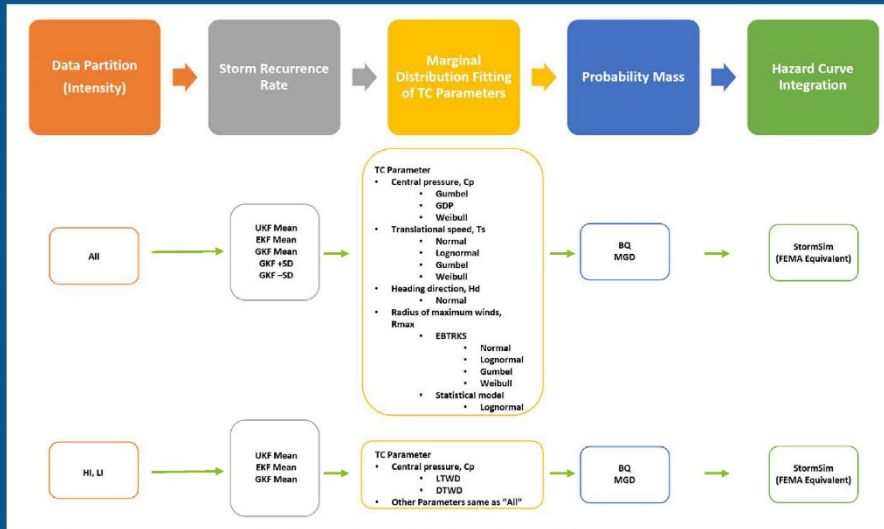 Data Partition
(Intensity)
Storm Recurrence
Rate
Marginal
Distribution Fitting
of TC Parameters
Probability Mass
Hazard Curve
Integration
All
UKF Mean
EKF Mean
GKF Mean
GKF +SD
GKF –SD
TC Parameter
• Central pressure, Cp
• Gumbel
• GDP
• Weibull
• Translational speed, Ts
• Normal
• Lognormal
• Gumbel
• Weibull
• Heading direction, Hd
• Normal
• Radius of maximum winds,
Rmax
• EBTRKS
• Normal
• Lognormal
• Gumbel
• Weibull
• Statistical model
• Lognormal
BQ
MGD
StormSim
(FEMA Equivalent)
HI, LI
UKF Mean
EKF Mean
GKF Mean
TC Parameter
• Central pressure, Cp
• LTWD
• DTWD
• Other Parameters same as "All"
BQ
MGD
StormSim
(FEMA Equivalent)